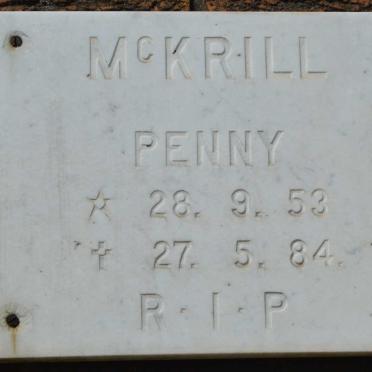 McKRILL
PENNY
☆ 28. 9. 53
✝ 27. 5. 84.
R · I · P